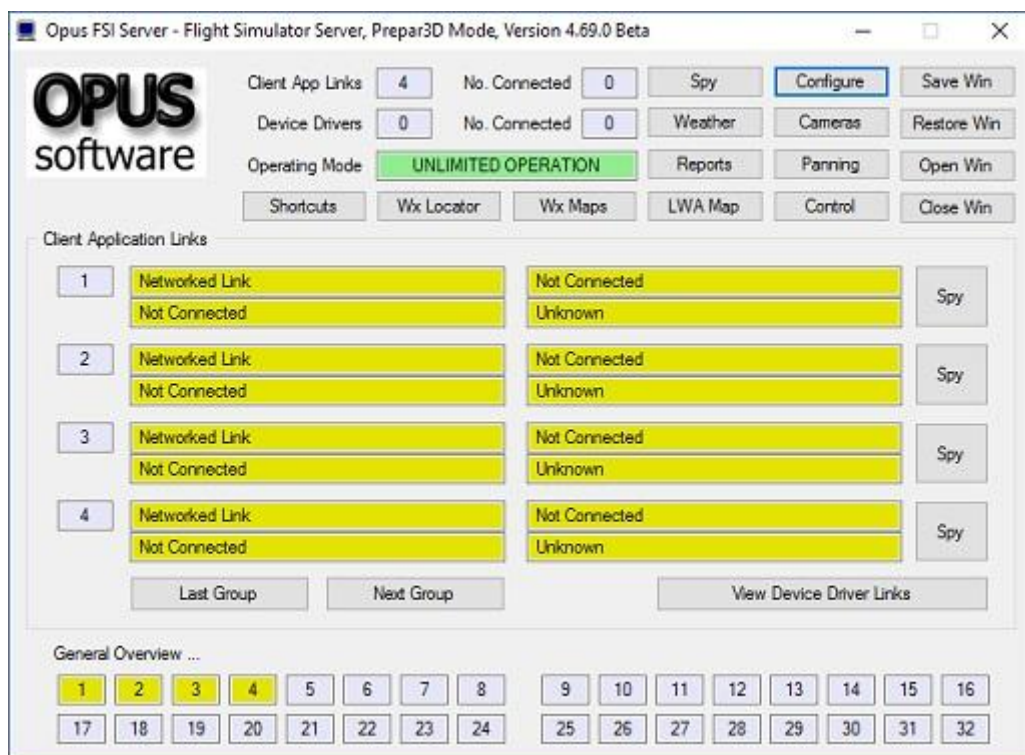 Opus FSI Server - Flight Simulator Server, Prepar3D Mode, Version 4.69.0 Beta
OPUS
software
Client App Links 4 No. Connected 0 Spy Configure Save Win
Device Drivers 0 No. Connected 0 Weather Cameras Restore Win
Operating Mode UNLIMITED OPERATION Reports Panning Open Win
Shortcuts Wx Locator Wx Maps LWA Map Control Close Win
Client Application Links
1 Networked Link Not Connected Spy
Not Connected Unknown
2 Networked Link Not Connected Spy
Not Connected Unknown
3 Networked Link Not Connected Spy
Not Connected Unknown
4 Networked Link Not Connected Spy
Not Connected Unknown
Last Group Next Group View Device Driver Links
General Overview ...
1 2 3 4 5 6 7 8 9 10 11 12 13 14 15 16
17 18 19 20 21 22 23 24 25 26 27 28 29 30 31 32